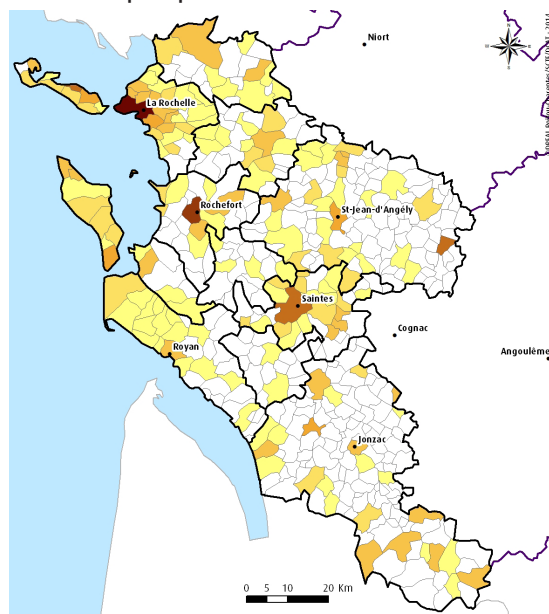 Niort
La Rochelle
Rochefort
St-Jean-d'Angély
Saintes
Cognac
Angoulême
Royan
Jonzac
0 5 10 20 Km